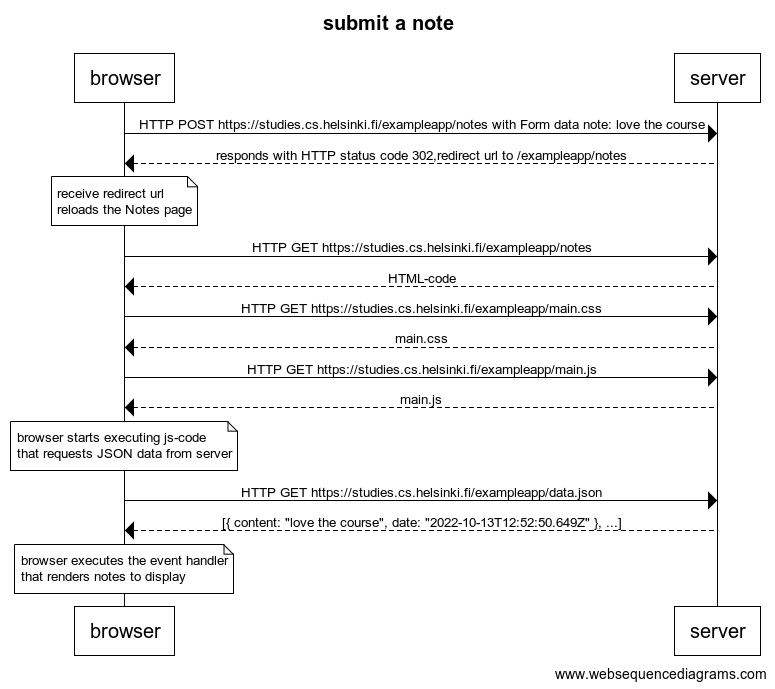 submit a note
browser
server
HTTP POST https://studies.cs.helsinki.fi/exampleapp/notes with Form data note: love the course
responds with HTTP status code 302,redirect url to /exampleapp/notes
receive redirect url
reloads the Notes page
HTTP GET https://studies.cs.helsinki.fi/exampleapp/notes
HTML-code
HTTP GET https://studies.cs.helsinki.fi/exampleapp/main.css
main.css
HTTP GET https://studies.cs.helsinki.fi/exampleapp/main.js
main.js
browser starts executing js-code
that requests JSON data from server
HTTP GET https://studies.cs.helsinki.fi/exampleapp/data.json
[{ content: "love the course", date: "2022-10-13T12:52:50.649Z" }, ...]
browser executes the event handler
that renders notes to display
browser
server
www.websequencediagrams.com